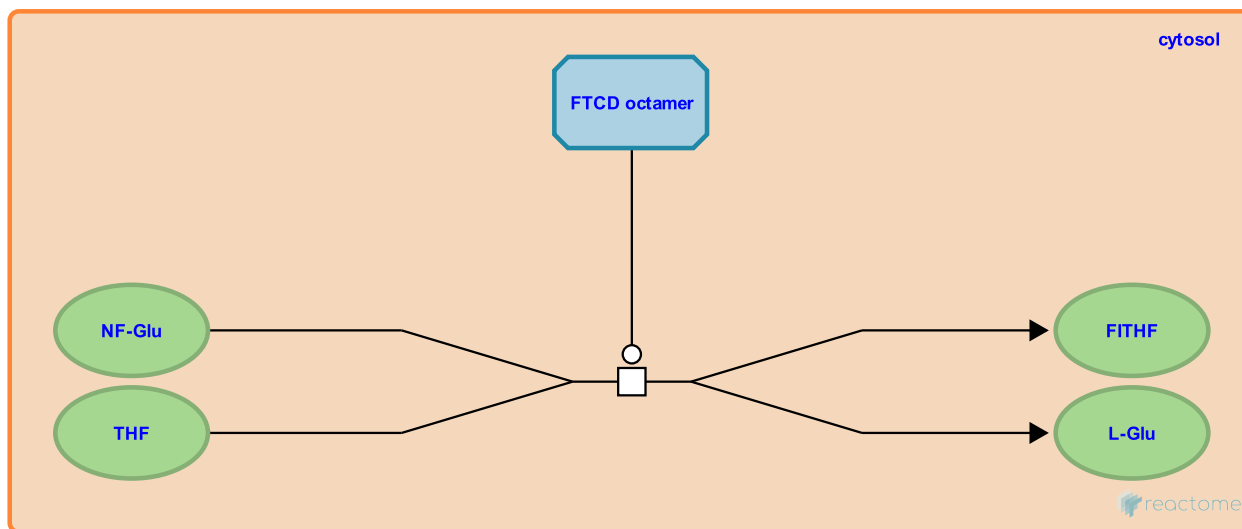 cytosol
FTCD octamer
NF-Glu
FITHF
THF
L-Glu
reactome